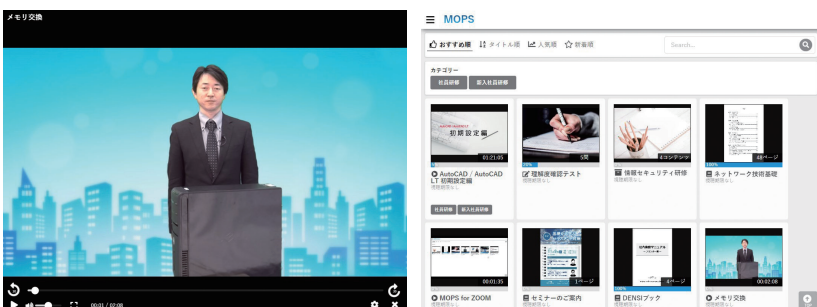 メモリ交換
00:01 / 02:08
MOPS
おすすめ順 タイトル順 人気順 新着順
Search...
カテゴリー
社員研修 新入社員研修
初期設定編
01:21:05
5問
4コンテンツ
48ページ
100%
AutoCAD / AutoCAD LT 初期設定編
理解度確認テスト
情報セキュリティ研修
ネットワーク技術基礎
社員研修 新入社員研修
00:01:35
1ページ
4ページ
00:02:08
100%
MOPS for ZOOM
セミナーのご案内
DENSIブック
メモリ交換